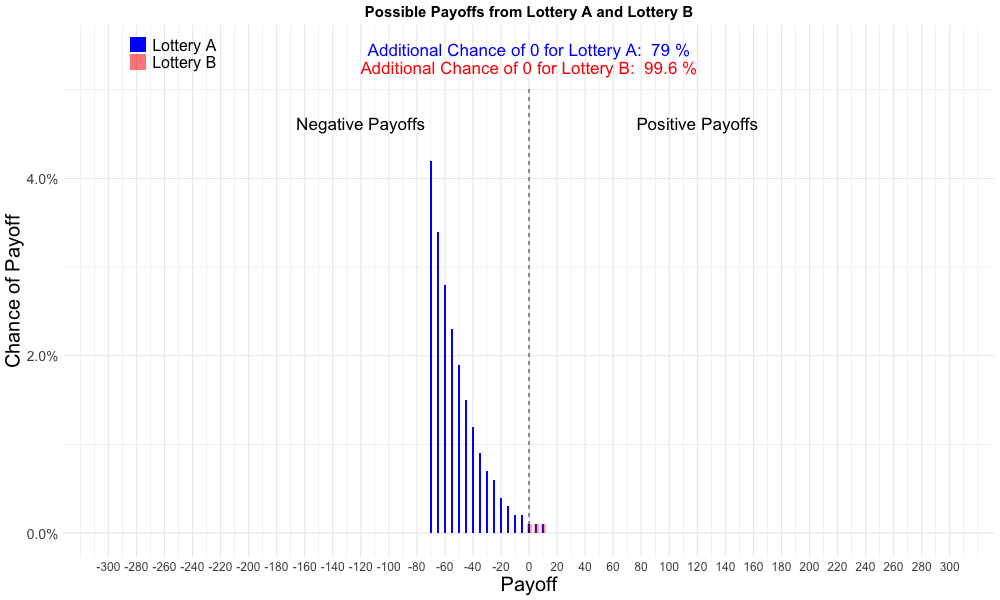 Possible Payoffs from Lottery A and Lottery B
Lottery A
Lottery B
Additional Chance of 0 for Lottery A:  79 %
Additional Chance of 0 for Lottery B:  99.6 %
Negative Payoffs
Positive Payoffs
Chance of Payoff
4.0%
2.0%
0.0%
-300 -280 -260 -240 -220 -200 -180 -160 -140 -120 -100 -80 -60 -40 -20 0 20 40 60 80 100 120 140 160 180 200 220 240 260 280 300
Payoff